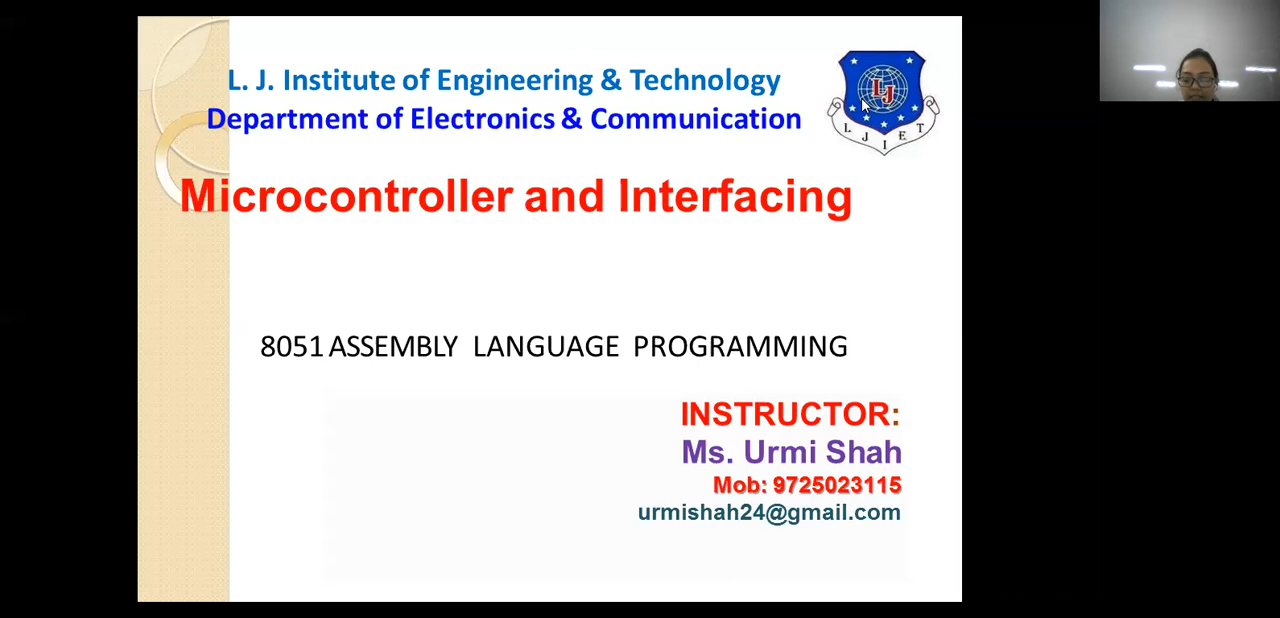 L. J. Institute of Engineering & Technology
Department of Electronics & Communication
LJ
L J I E T
Microcontroller and Interfacing
8051 ASSEMBLY LANGUAGE PROGRAMMING
INSTRUCTOR:
Ms. Urmi Shah
Mob: 9725023115
urmishah24@gmail.com